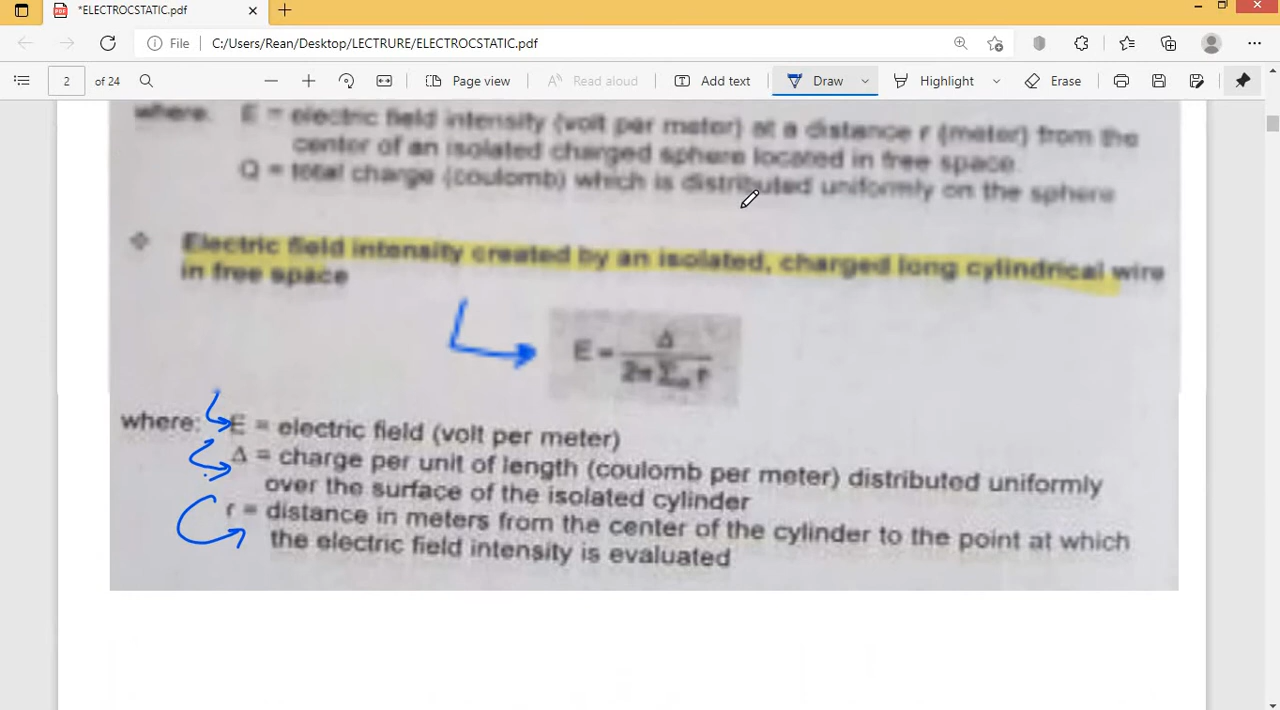 *ELECTROCSTATIC.pdf
File C:/Users/Rean/Desktop/LECTRURE/ELECTROCSTATIC.pdf
2 of 24 Page view Read aloud Add text Draw Highlight Erase
where: E = electric field intensity (volt per meter) at a distance r (meter) from the
center of an isolated charged sphere located in free space.
Q = total charge (coulomb) which is distributed uniformly on the sphere
❖ Electric field intensity created by an isolated, charged long cylindrical wire
in free space
E = Δ / 2π Σₒ r
where: E = electric field (volt per meter)
Δ = charge per unit of length (coulomb per meter) distributed uniformly
over the surface of the isolated cylinder
r = distance in meters from the center of the cylinder to the point at which
the electric field intensity is evaluated